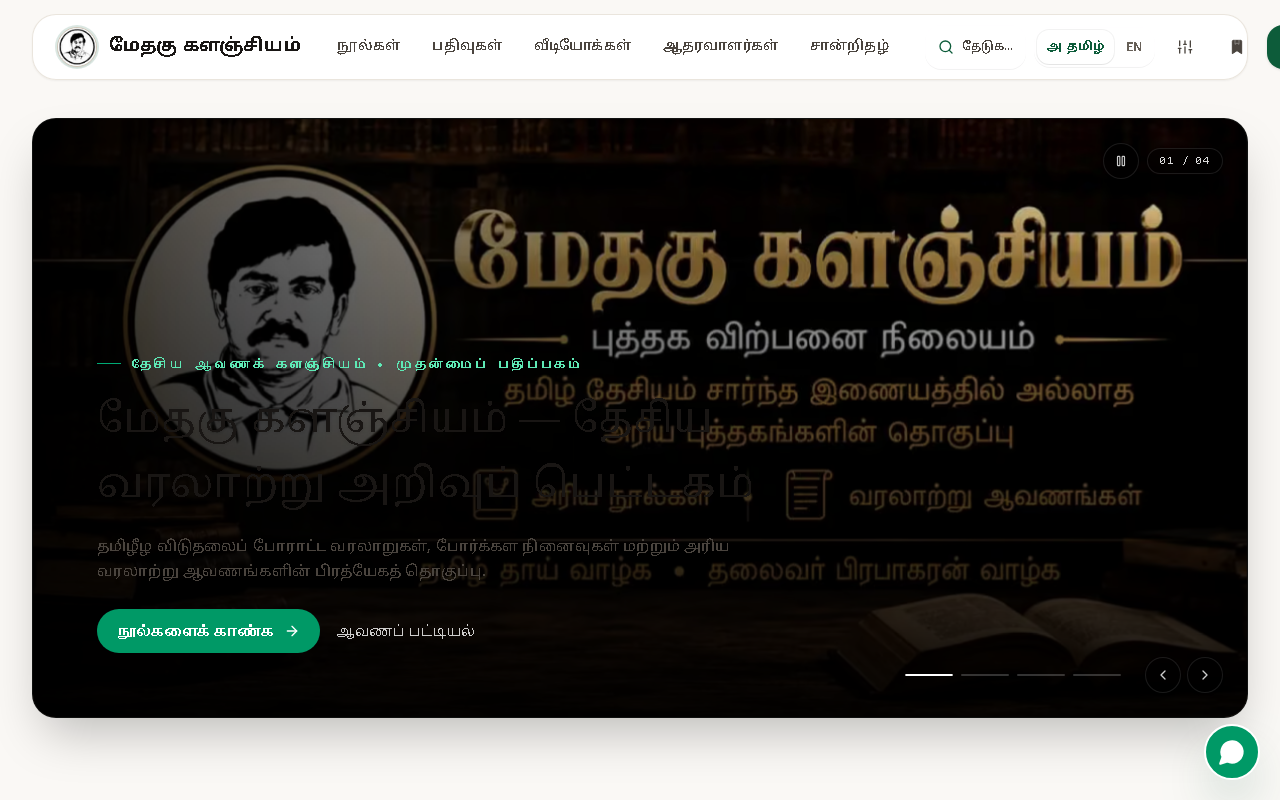 மேதகு களஞ்சியம்
நூல்கள் பதிவுகள் வீடியோக்கள் ஆதரவாளர்கள் சான்றிதழ்
தேடுக...
அ தமிழ் EN
01 / 04
மேதகு களஞ்சியம்
புத்தக விற்பனை நிலையம்
தமிழ் தேசியம் சார்ந்த இணையத்தில் அல்லாத
அரிய புத்தகங்களின் தொகுப்பு
அரிய நூல்கள் • வரலாற்று ஆவணங்கள்
தமிழ் தாய் வாழ்க • தலைவர் பிரபாகரன் வாழ்க
தேசிய ஆவணக் களஞ்சியம் • முதன்மைப் பதிப்பகம்
மேதகு களஞ்சியம் — தேசிய
வரலாற்று அறிவுப் பெட்டகம்
தமிழீழ விடுதலைப் போராட்ட வரலாறுகள், போர்க்கள நினைவுகள் மற்றும் அரிய
வரலாற்று ஆவணங்களின் பிரத்யேகத் தொகுப்பு.
நூல்களைக் காண்க → ஆவணப் பட்டியல்